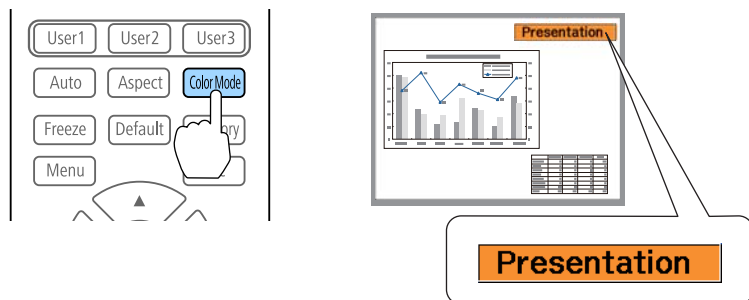 User1 User2 User3
Auto Aspect Color Mode
Freeze Default
Menu
Presentation
Presentation